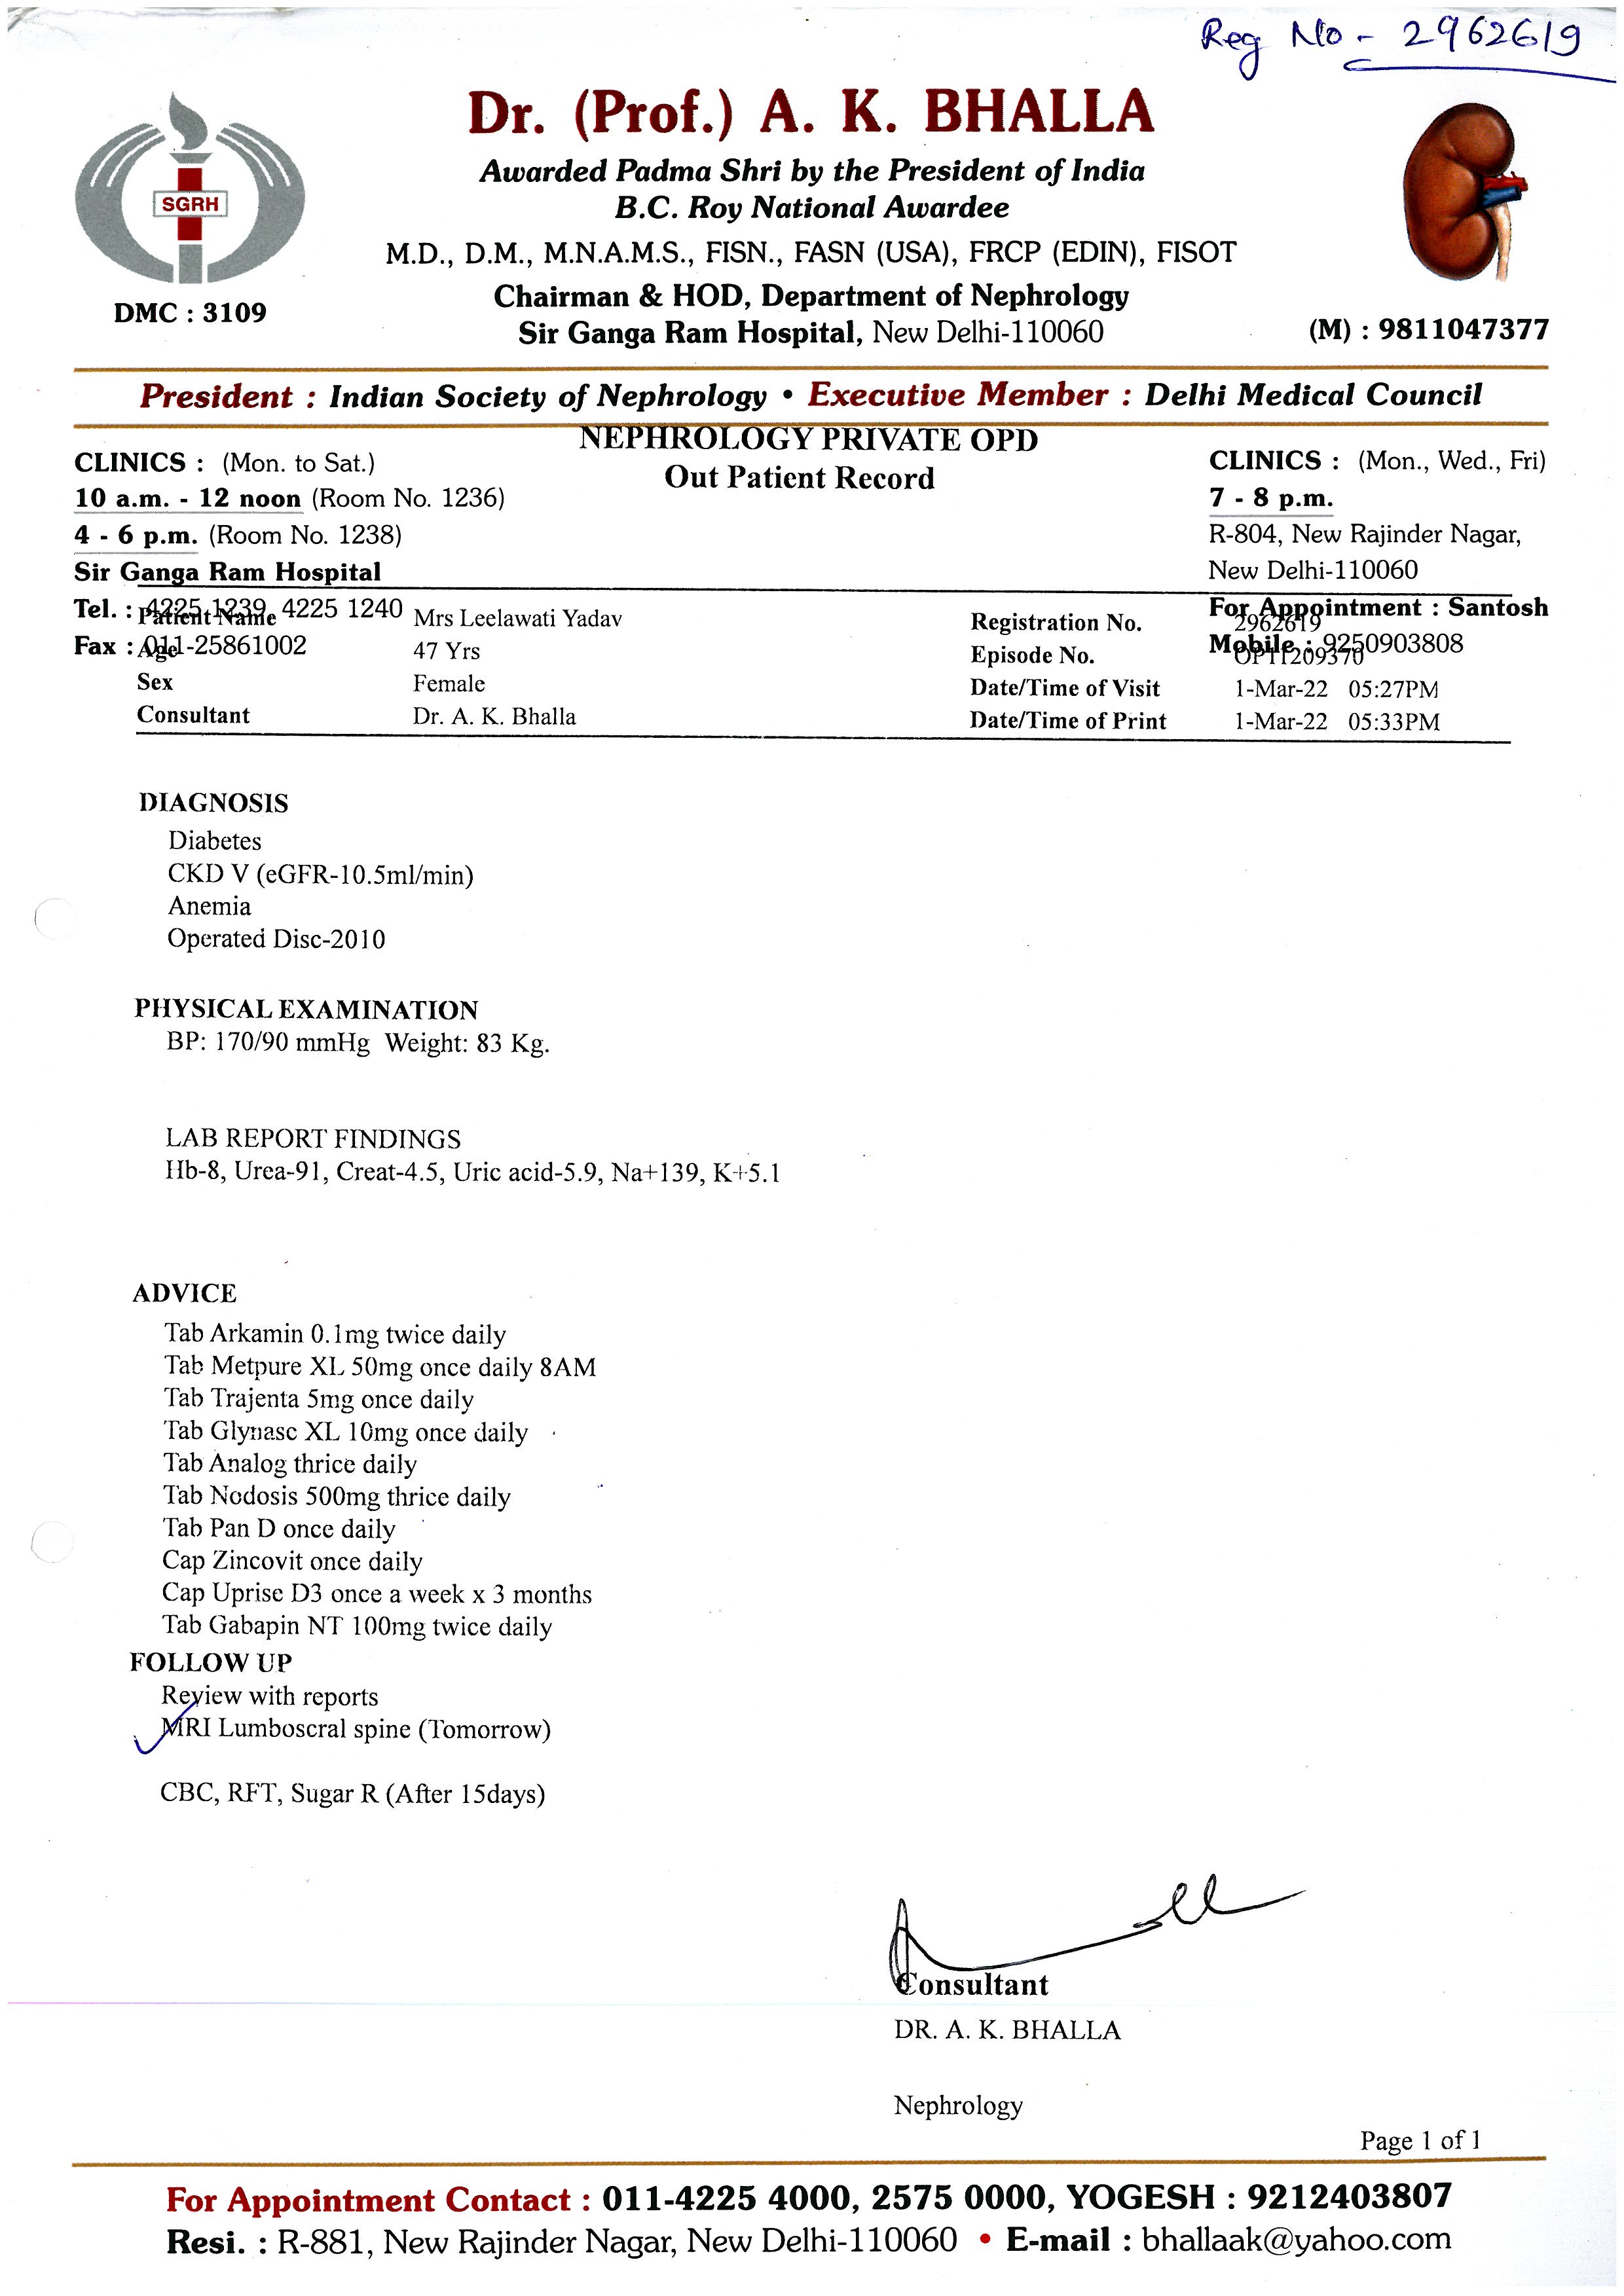 Reg No - 2962619
Dr. (Prof.) A. K. BHALLA
Awarded Padma Shri by the President of India
B.C. Roy National Awardee
M.D., D.M., M.N.A.M.S., FISN., FASN (USA), FRCP (EDIN), FISOT
Chairman & HOD, Department of Nephrology
Sir Ganga Ram Hospital, New Delhi-110060
SGRH
DMC : 3109
(M) : 9811047377
President : Indian Society of Nephrology • Executive Member : Delhi Medical Council
NEPHROLOGY PRIVATE OPD
Out Patient Record
CLINICS : (Mon. to Sat.)
10 a.m. - 12 noon (Room No. 1236)
4 - 6 p.m. (Room No. 1238)
Sir Ganga Ram Hospital
Tel. : 4225 1239, 4225 1240
Fax : 011-25861002
CLINICS : (Mon., Wed., Fri)
7 - 8 p.m.
R-804, New Rajinder Nagar,
New Delhi-110060
For Appointment : Santosh
Mobile : 9250903808
Patient Name Mrs Leelawati Yadav
Age 47 Yrs
Sex Female
Consultant Dr. A. K. Bhalla
Registration No. 2962619
Episode No. OP11209370
Date/Time of Visit 1-Mar-22 05:27PM
Date/Time of Print 1-Mar-22 05:33PM
DIAGNOSIS
Diabetes
CKD V (eGFR-10.5ml/min)
Anemia
Operated Disc-2010
PHYSICAL EXAMINATION
BP: 170/90 mmHg Weight: 83 Kg.
LAB REPORT FINDINGS
Hb-8, Urea-91, Creat-4.5, Uric acid-5.9, Na+139, K+5.1
ADVICE
Tab Arkamin 0.1mg twice daily
Tab Metpure XL 50mg once daily 8AM
Tab Trajenta 5mg once daily
Tab Glynase XL 10mg once daily
Tab Analog thrice daily
Tab Nodosis 500mg thrice daily
Tab Pan D once daily
Cap Zincovit once daily
Cap Uprise D3 once a week x 3 months
Tab Gabapin NT 100mg twice daily
FOLLOW UP
Review with reports
MRI Lumboscral spine (Tomorrow)
CBC, RFT, Sugar R (After 15days)
Consultant
DR. A. K. BHALLA
Nephrology
Page 1 of 1
For Appointment Contact : 011-4225 4000, 2575 0000, YOGESH : 9212403807
Resi. : R-881, New Rajinder Nagar, New Delhi-110060 • E-mail : bhallaak@yahoo.com